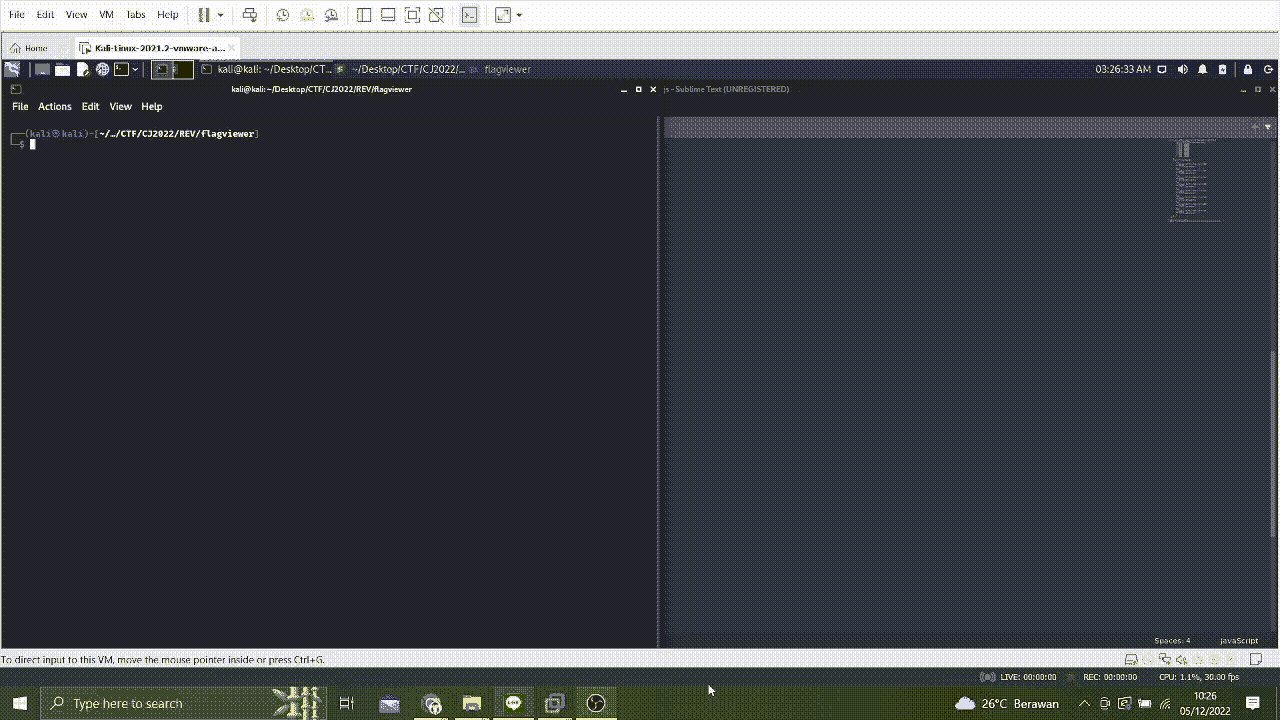 File Edit View VM Tabs Help
Home Kali-Linux-2021.2-vmware-a...
kali@kali: ~/Desktop/CT... ~/Desktop/CTF/CJ2022/... flagviewer 03:26:33 AM
kali@kali: ~/Desktop/CTF/CJ2022/REV/flagviewer js - Sublime Text (UNREGISTERED)
File Actions Edit View Help
(kali㉿kali)-[~/…/CTF/CJ2022/REV/flagviewer]
$
Spaces: 4 JavaScript
To direct input to this VM, move the mouse pointer inside or press Ctrl+G.
LIVE: 00:00:00 REC: 00:00:00 CPU: 1.1%, 30.00 fps
Type here to search 26°C Berawan 10:26
05/12/2022